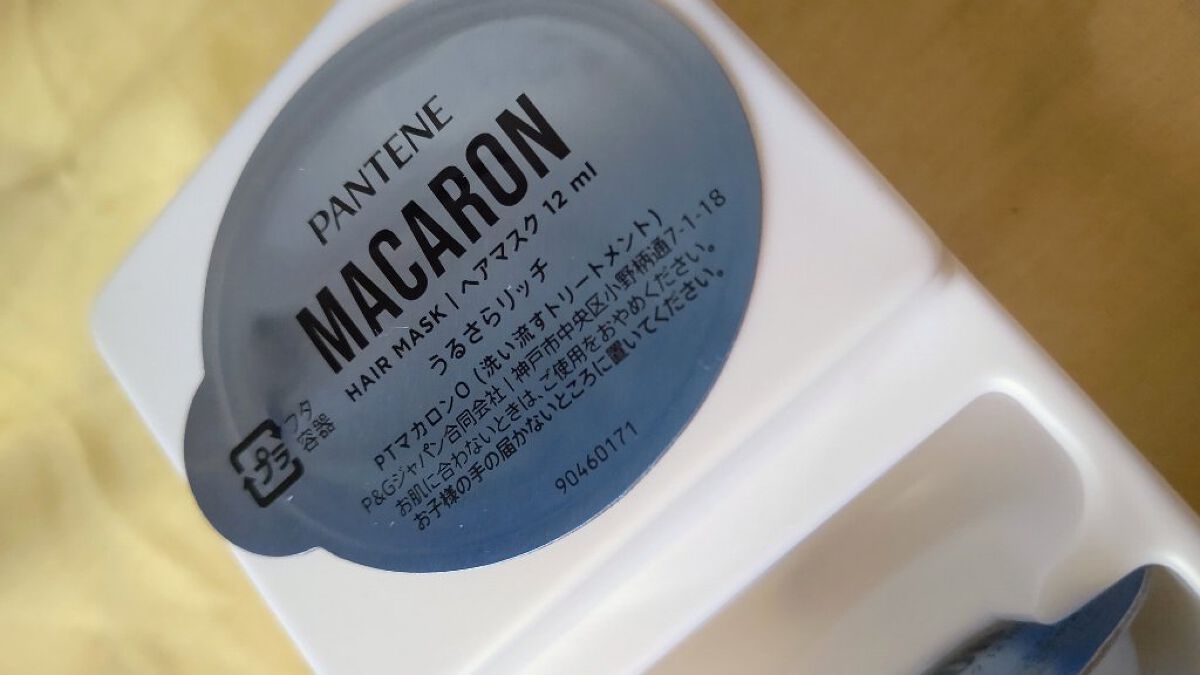 PANTENE
MACARON
HAIR MASK | ヘアマスク 12 ml
うるさらリッチ
PTマカロンO (洗い流すトリートメント)
P&Gジャパン合同会社 | 神戸市中央区小野柄通7-1-18
お肌に合わないときは、ご使用をおやめください。
お子様の手の届かないところに置いてください。
90460171
プラ
フタ
容器